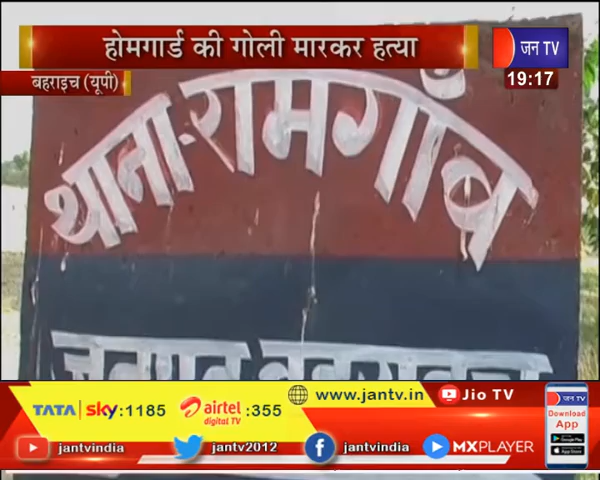 होमगार्ड की गोली मारकर हत्या
जन TV
बहराइच (यूपी)
19:17
थाना-रामगाँव
TATA sky:1185
airtel digital TV :355
www.jantv.in
Jio TV
जन TV
Download App
jantvindia
jantv2012
jantvindia
MXPLAYER